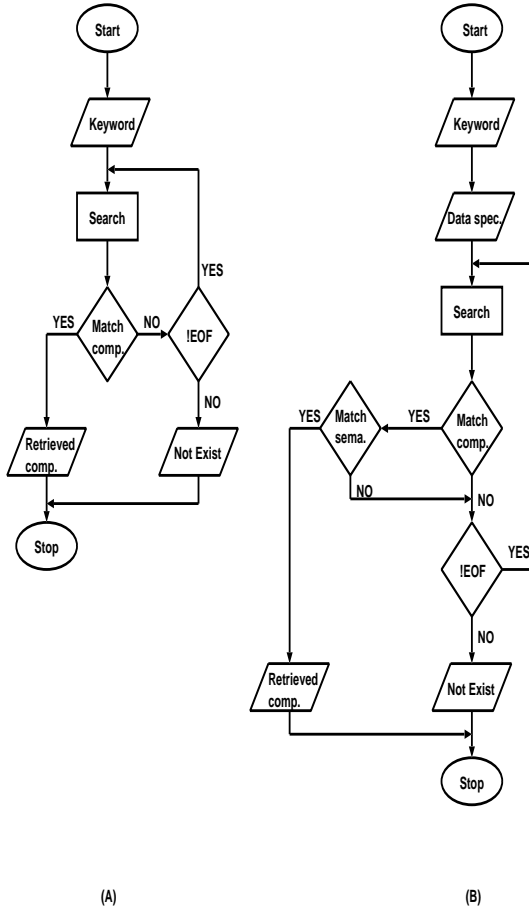 Start
Keyword
Search
YES
YES
Match
comp.
NO
!EOF
NO
Retrieved
comp.
Not Exist
Stop
(A)
Start
Keyword
Data spec.
Search
YES
Match
sema.
YES
Match
comp.
NO
NO
!EOF
YES
NO
Retrieved
comp.
Not Exist
Stop
(B)